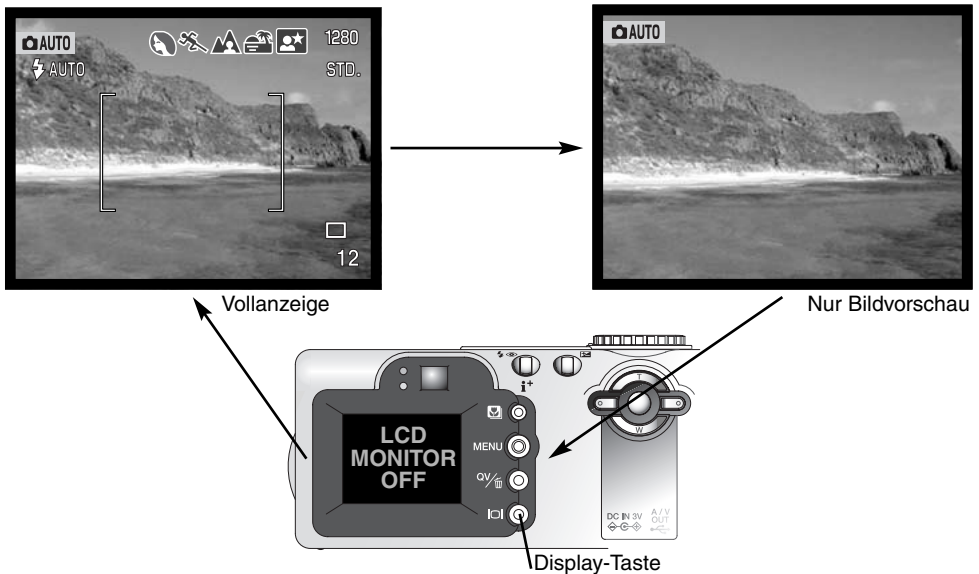 AUTO
1280
AUTO
STD.
12
AUTO
Vollanzeige
Nur Bildvorschau
i+
T
W
LCD
MONITOR
OFF
MENU
QV/
DC IN 3V
A / V
OUT
Display-Taste